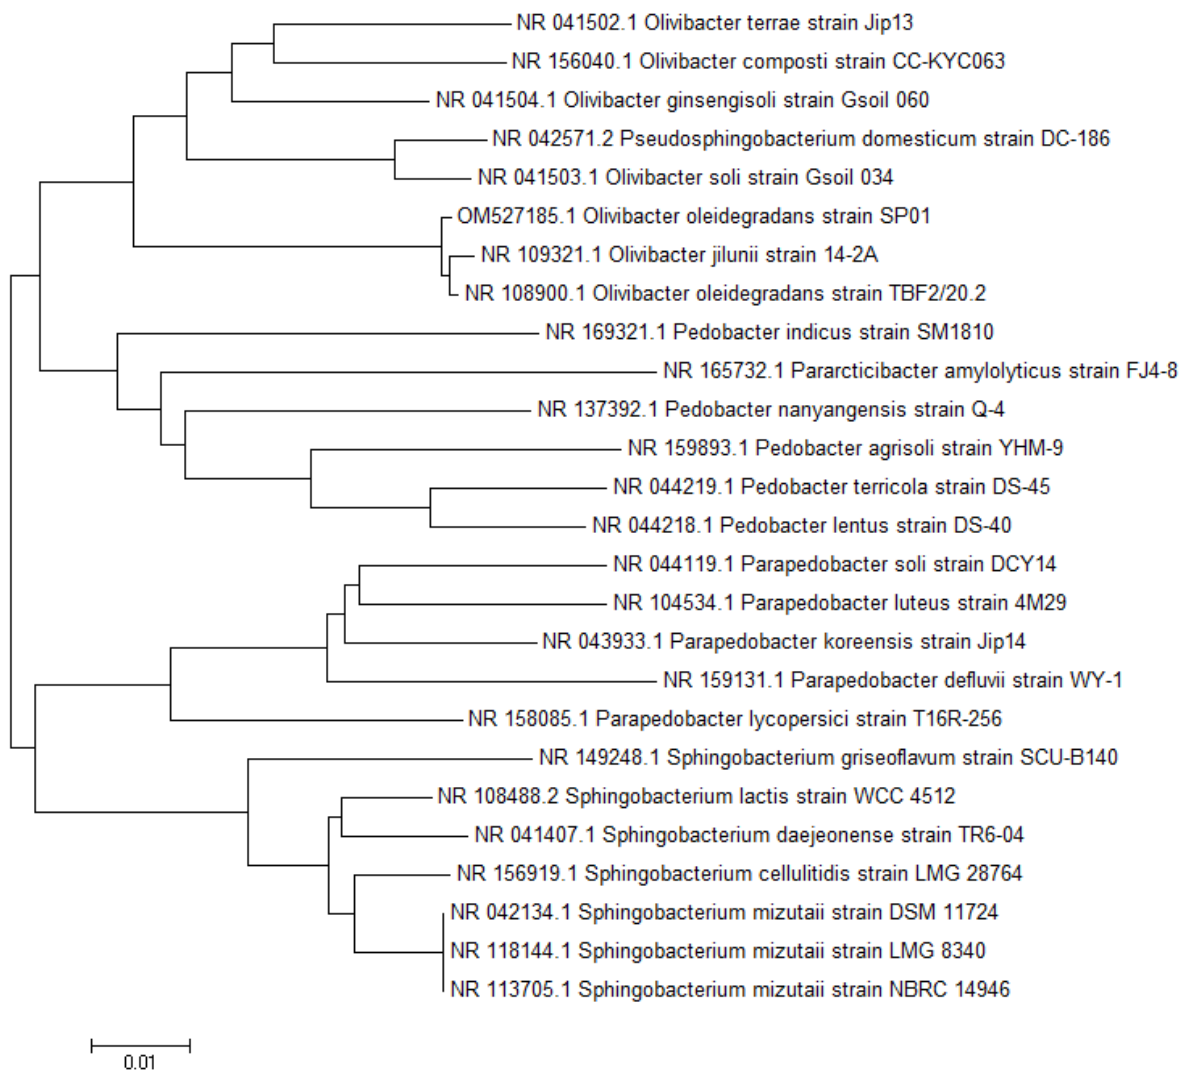 NR 041502.1 Olivibacter terrae strain Jip13
NR 156040.1 Olivibacter composti strain CC-KYC063
NR 041504.1 Olivibacter ginsengisoli strain Gsoil 060
NR 042571.2 Pseudosphingobacterium domesticum strain DC-186
NR 041503.1 Olivibacter soli strain Gsoil 034
OM527185.1 Olivibacter oleidegradans strain SP01
NR 109321.1 Olivibacter jilunii strain 14-2A
NR 108900.1 Olivibacter oleidegradans strain TBF2/20.2
NR 169321.1 Pedobacter indicus strain SM1810
NR 165732.1 Pararcticibacter amylolyticus strain FJ4-8
NR 137392.1 Pedobacter nanyangensis strain Q-4
NR 159893.1 Pedobacter agrisoli strain YHM-9
NR 044219.1 Pedobacter terricola strain DS-45
NR 044218.1 Pedobacter lentus strain DS-40
NR 044119.1 Parapedobacter soli strain DCY14
NR 104534.1 Parapedobacter luteus strain 4M29
NR 043933.1 Parapedobacter koreensis strain Jip14
NR 159131.1 Parapedobacter defluvii strain WY-1
NR 158085.1 Parapedobacter lycopersici strain T16R-256
NR 149248.1 Sphingobacterium griseoflavum strain SCU-B140
NR 108488.2 Sphingobacterium lactis strain WCC 4512
NR 041407.1 Sphingobacterium daejeonense strain TR6-04
NR 156919.1 Sphingobacterium cellulitidis strain LMG 28764
NR 042134.1 Sphingobacterium mizutaii strain DSM 11724
NR 118144.1 Sphingobacterium mizutaii strain LMG 8340
NR 113705.1 Sphingobacterium mizutaii strain NBRC 14946
0.01